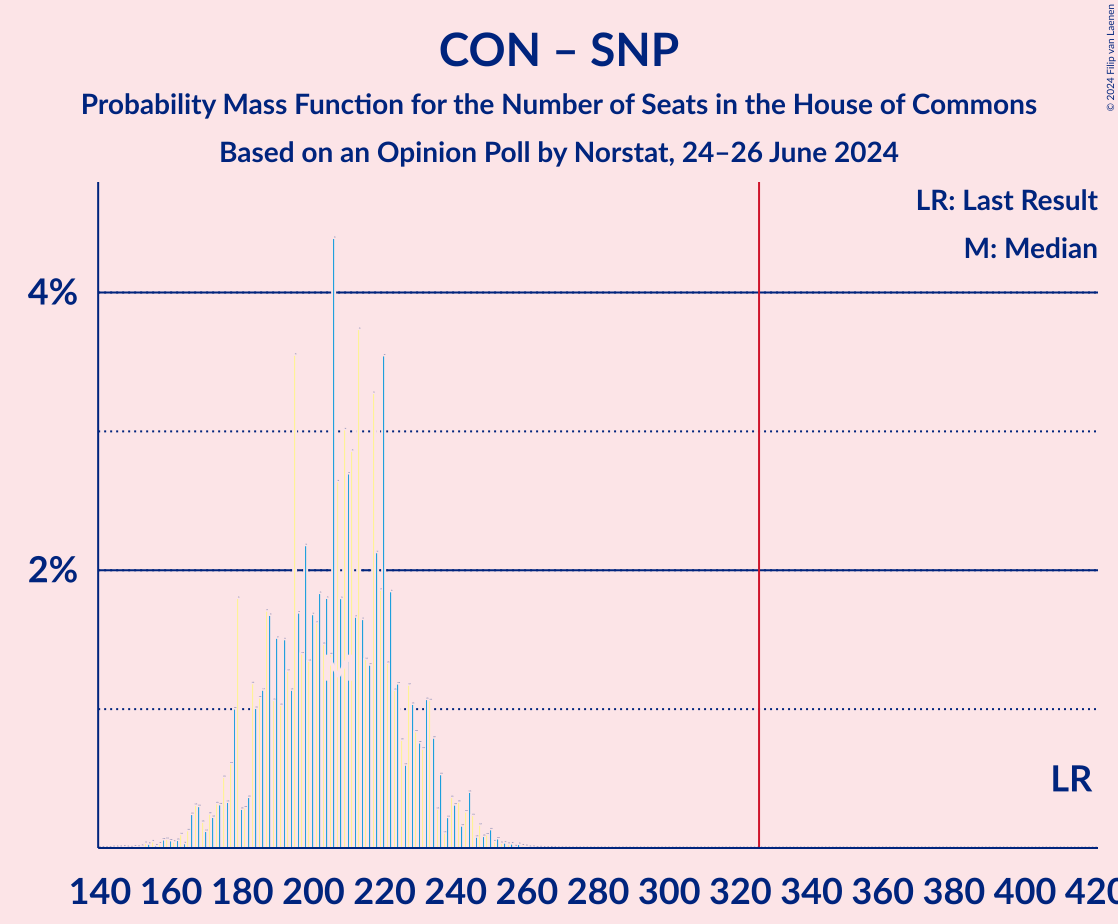 CON – SNP
Probability Mass Function for the Number of Seats in the House of Commons
Based on an Opinion Poll by Norstat, 24–26 June 2024
© 2024 Filip van Laenen
LR: Last Result
M: Median
4%
2%
LR
140 160 180 200 220 240 260 280 300 320 340 360 380 400 420